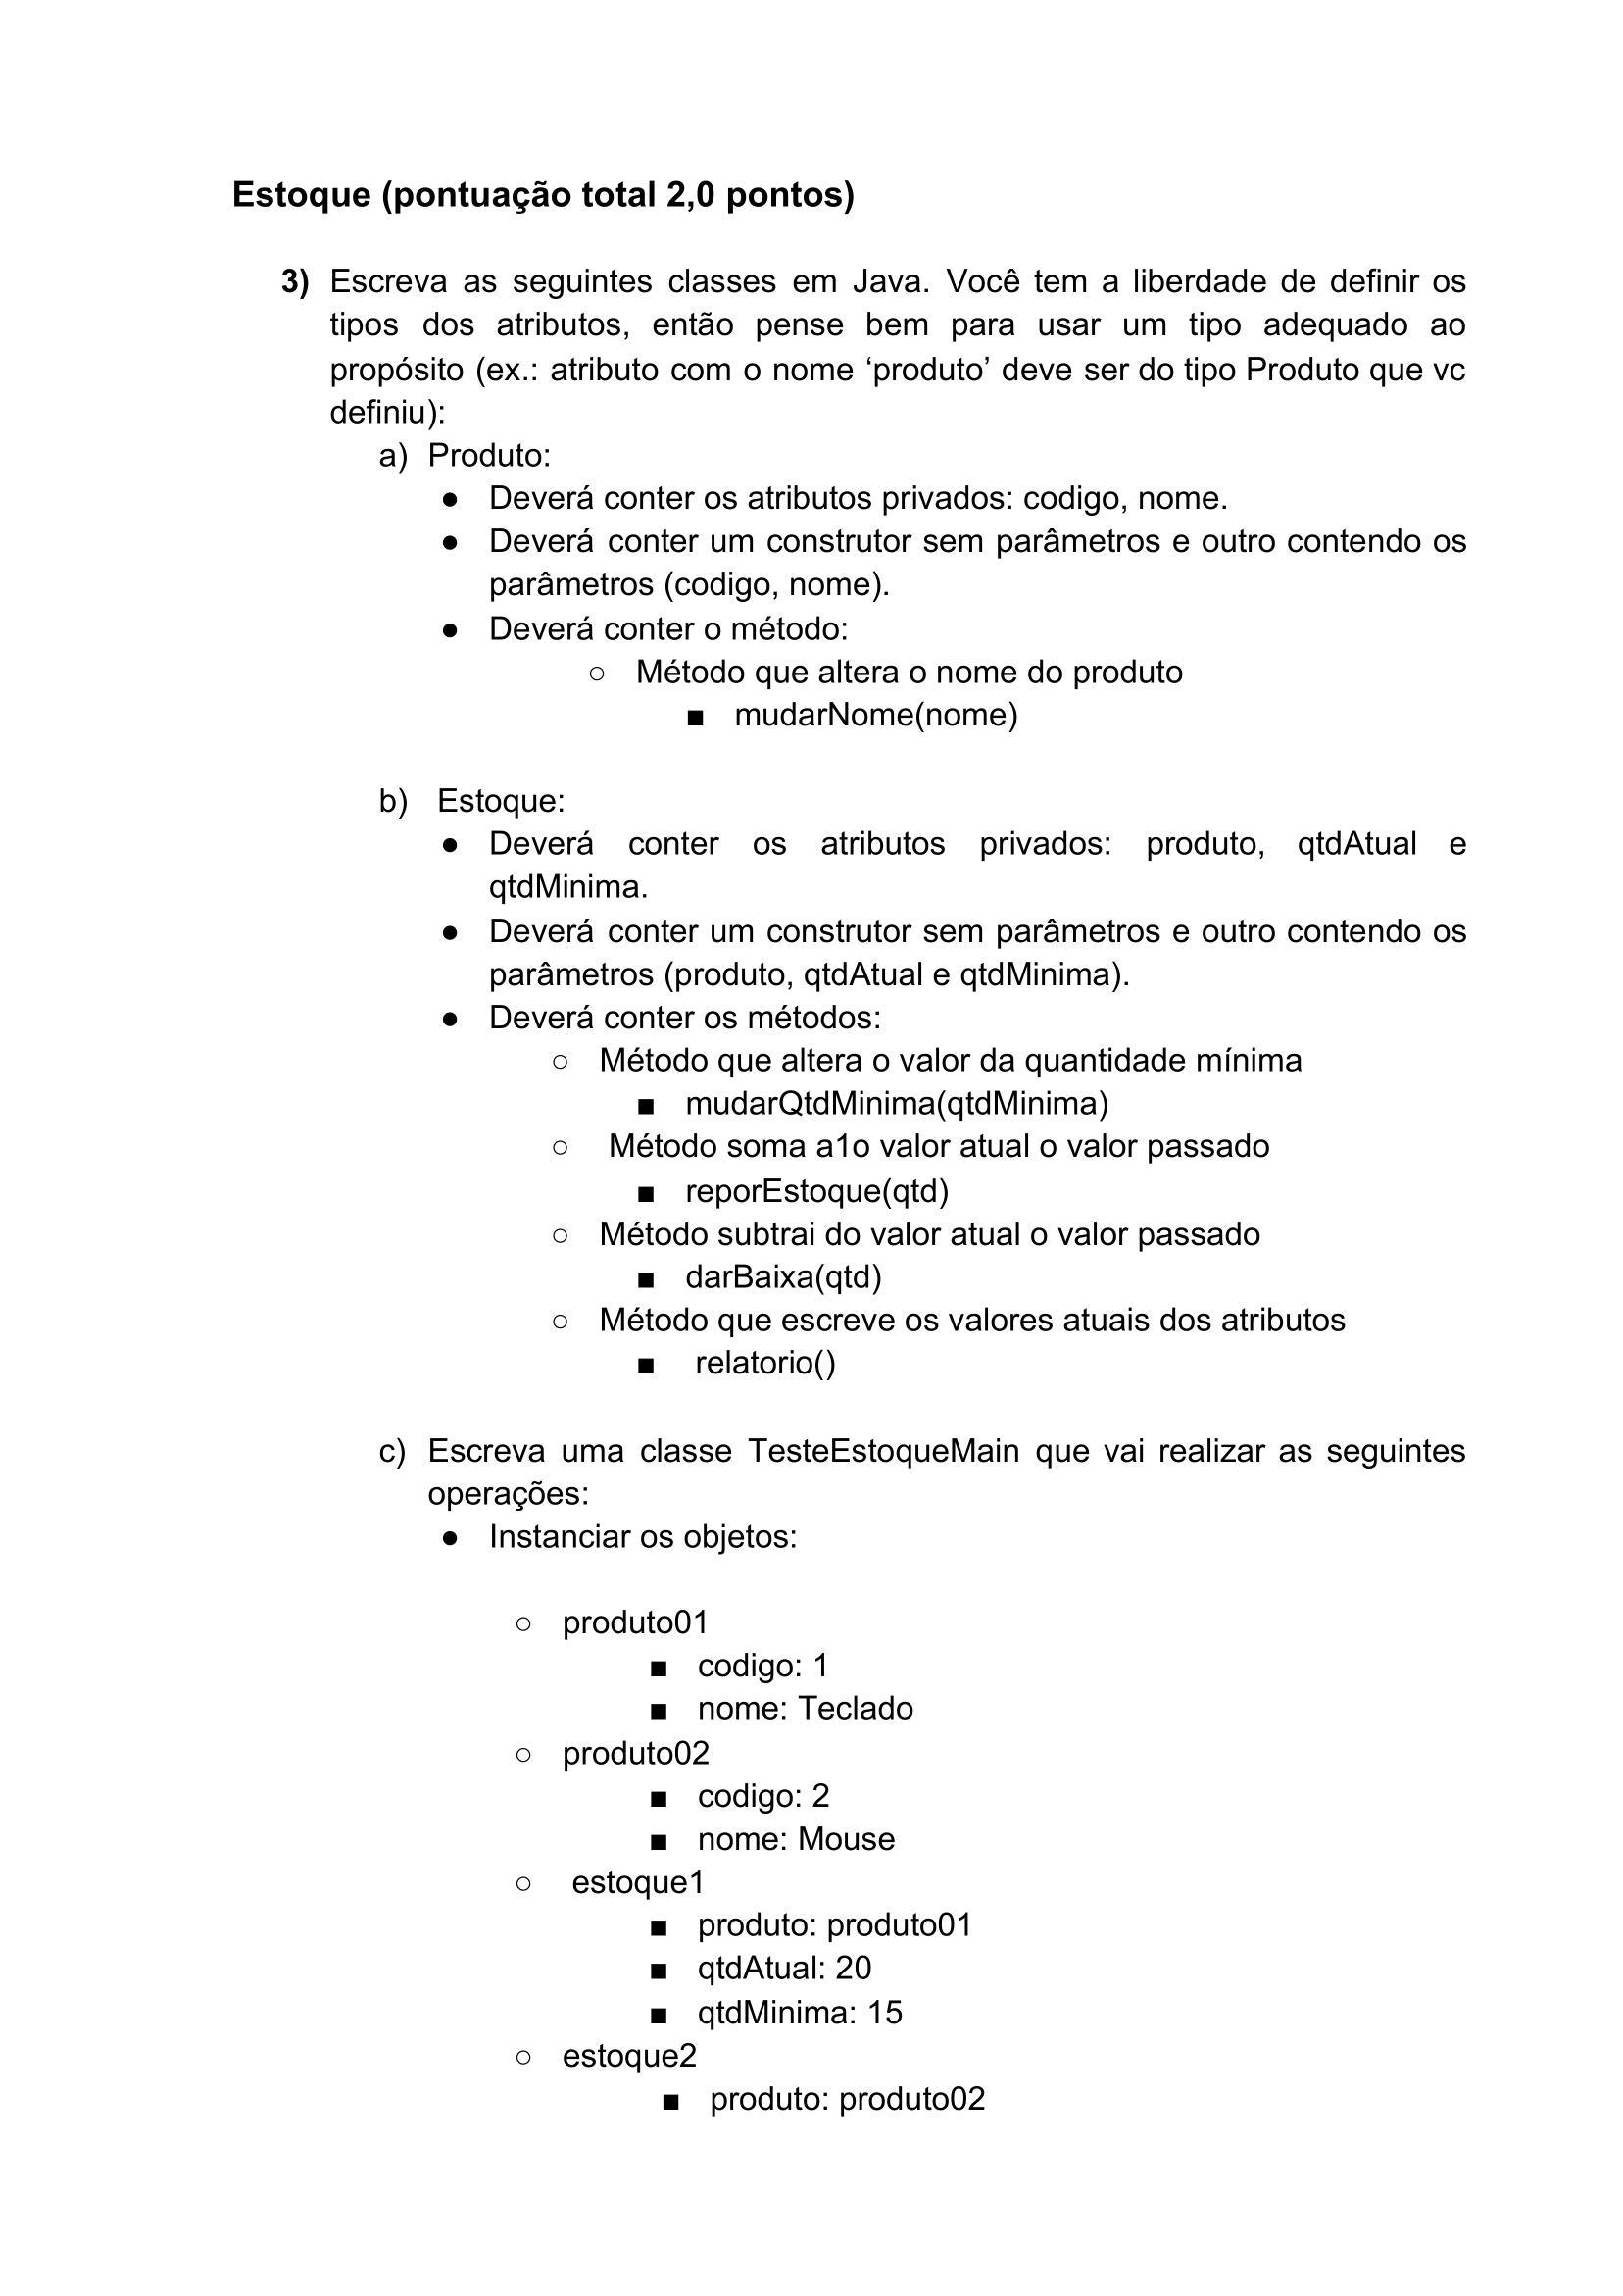 Estoque (pontuação total 2,0 pontos)
3) Escreva as seguintes classes em Java. Você tem a liberdade de definir os
tipos dos atributos, então pense bem para usar um tipo adequado ao
propósito (ex.: atributo com o nome ‘produto’ deve ser do tipo Produto que vc
definiu):
a) Produto:
● Deverá conter os atributos privados: codigo, nome.
● Deverá conter um construtor sem parâmetros e outro contendo os
parâmetros (codigo, nome).
● Deverá conter o método:
○ Método que altera o nome do produto
■ mudarNome(nome)
b) Estoque:
● Deverá conter os atributos privados: produto, qtdAtual e
qtdMinima.
● Deverá conter um construtor sem parâmetros e outro contendo os
parâmetros (produto, qtdAtual e qtdMinima).
● Deverá conter os métodos:
○ Método que altera o valor da quantidade mínima
■ mudarQtdMinima(qtdMinima)
○ Método soma a1o valor atual o valor passado
■ reporEstoque(qtd)
○ Método subtrai do valor atual o valor passado
■ darBaixa(qtd)
○ Método que escreve os valores atuais dos atributos
■ relatorio()
c) Escreva uma classe TesteEstoqueMain que vai realizar as seguintes
operações:
● Instanciar os objetos:
○ produto01
■ codigo: 1
■ nome: Teclado
○ produto02
■ codigo: 2
■ nome: Mouse
○ estoque1
■ produto: produto01
■ qtdAtual: 20
■ qtdMinima: 15
○ estoque2
■ produto: produto02